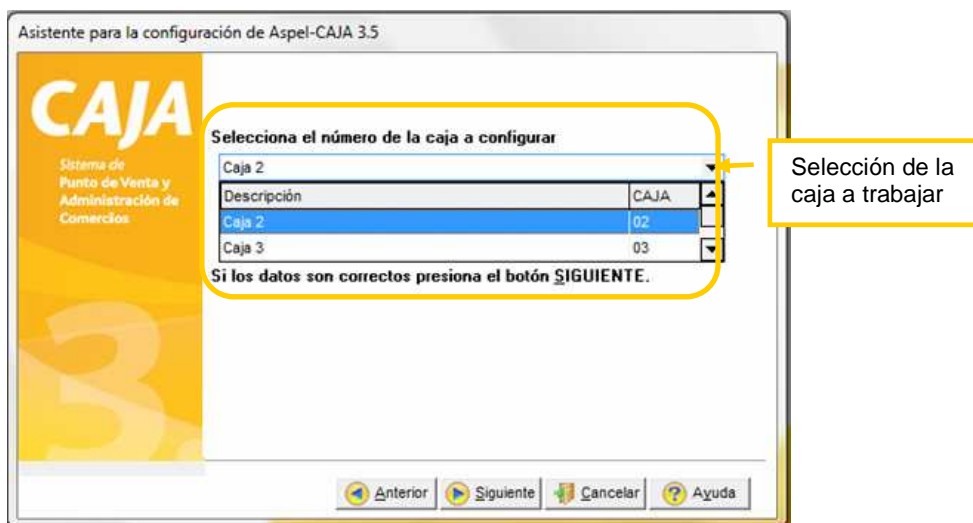 Asistente para la configuración de Aspel-CAJA 3.5
CAJA
Sistema de
Punto de Venta y
Administración de
Comercios
3.
Selecciona el número de la caja a configurar
Caja 2
Descripción CAJA
Caja 2 02
Caja 3 03
Si los datos son correctos presiona el botón SIGUIENTE.
Selección de la
caja a trabajar
Anterior Siguiente Cancelar Ayuda